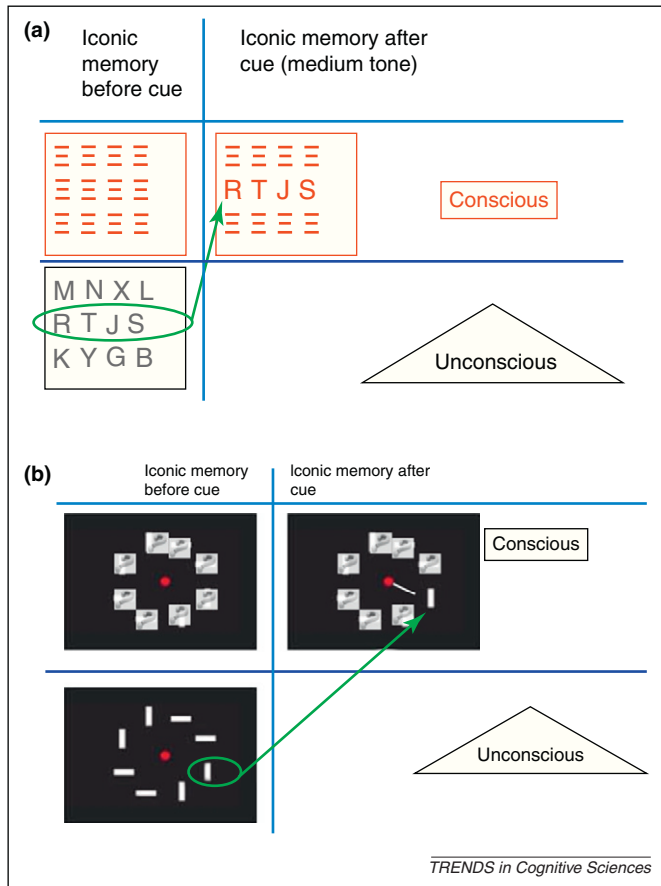 (a)
Iconic
memory
before cue
Iconic memory after
cue (medium tone)
Ξ Ξ Ξ Ξ
Ξ Ξ Ξ Ξ
Ξ Ξ Ξ Ξ
Ξ Ξ Ξ Ξ
R T J S
Ξ Ξ Ξ Ξ
Conscious
M N X L
R T J S
K Y G B
Unconscious
(b)
Iconic memory
before cue
Iconic memory after
cue
Conscious
Unconscious
TRENDS in Cognitive Sciences